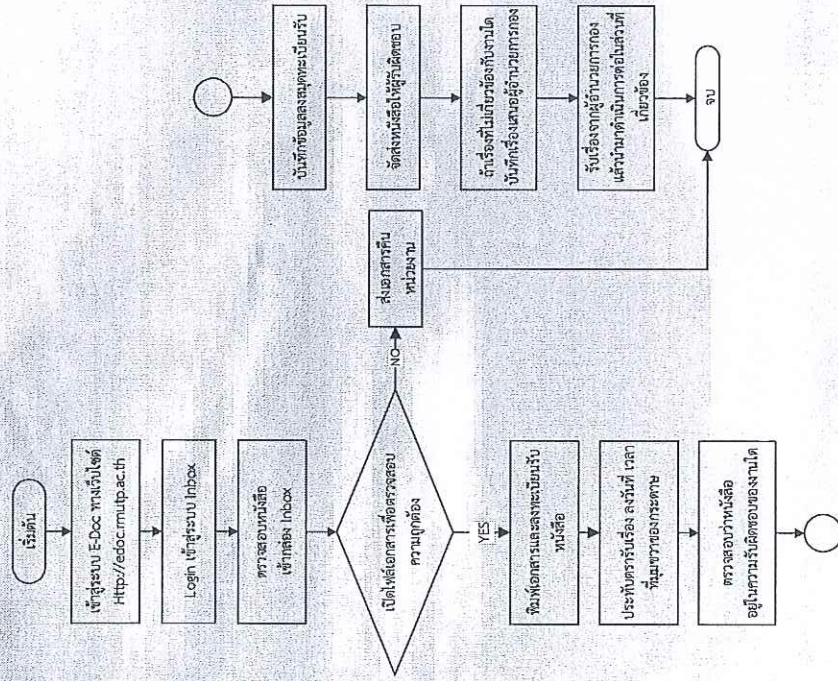 เริ่มต้น
เข้าสู่ระบบ E-Doc ทางเว็บไซต์
Http://edoc.rmutp.ac.th
Login เข้าสู่ระบบ Inbox
ตรวจสอบหนังสือ
เข้ากล่อง Inbox
เปิดไฟล์เอกสารเพื่อตรวจสอบ
ความถูกต้อง
NO
ส่งเอกสารคืน
หน่วยงาน
YES
พิมพ์เอกสารและลงทะเบียนรับ
หนังสือ
ประทับตรารับเรื่อง ลงวันที่ เวลา
ที่มุมขวาของกระดาษ
ตรวจสอบว่าหนังสือ
อยู่ในความรับผิดชอบของงานใด
บันทึกข้อมูลลงสมุดทะเบียนรับ
จัดส่งหนังสือให้ผู้รับผิดชอบ
ถ้าเรื่องที่ไม่เกี่ยวข้องกับงานใด
บันทึกเรื่องเสนอผู้อำนวยการกอง
รับเรื่องจากผู้อำนวยการกอง
แล้วนำมาดำเนินการต่อในส่วนที่
เกี่ยวข้อง
จบ